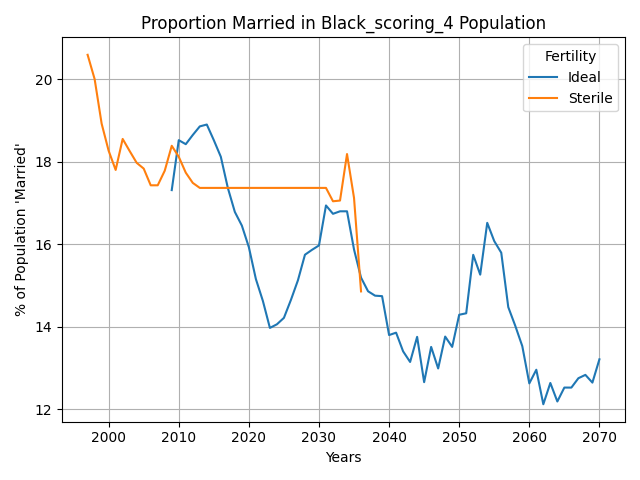 Proportion Married in Black_scoring_4 Population
Fertility
Ideal
Sterile
% of Population 'Married'
20
18
16
14
12
2000 2010 2020 2030 2040 2050 2060 2070
Years